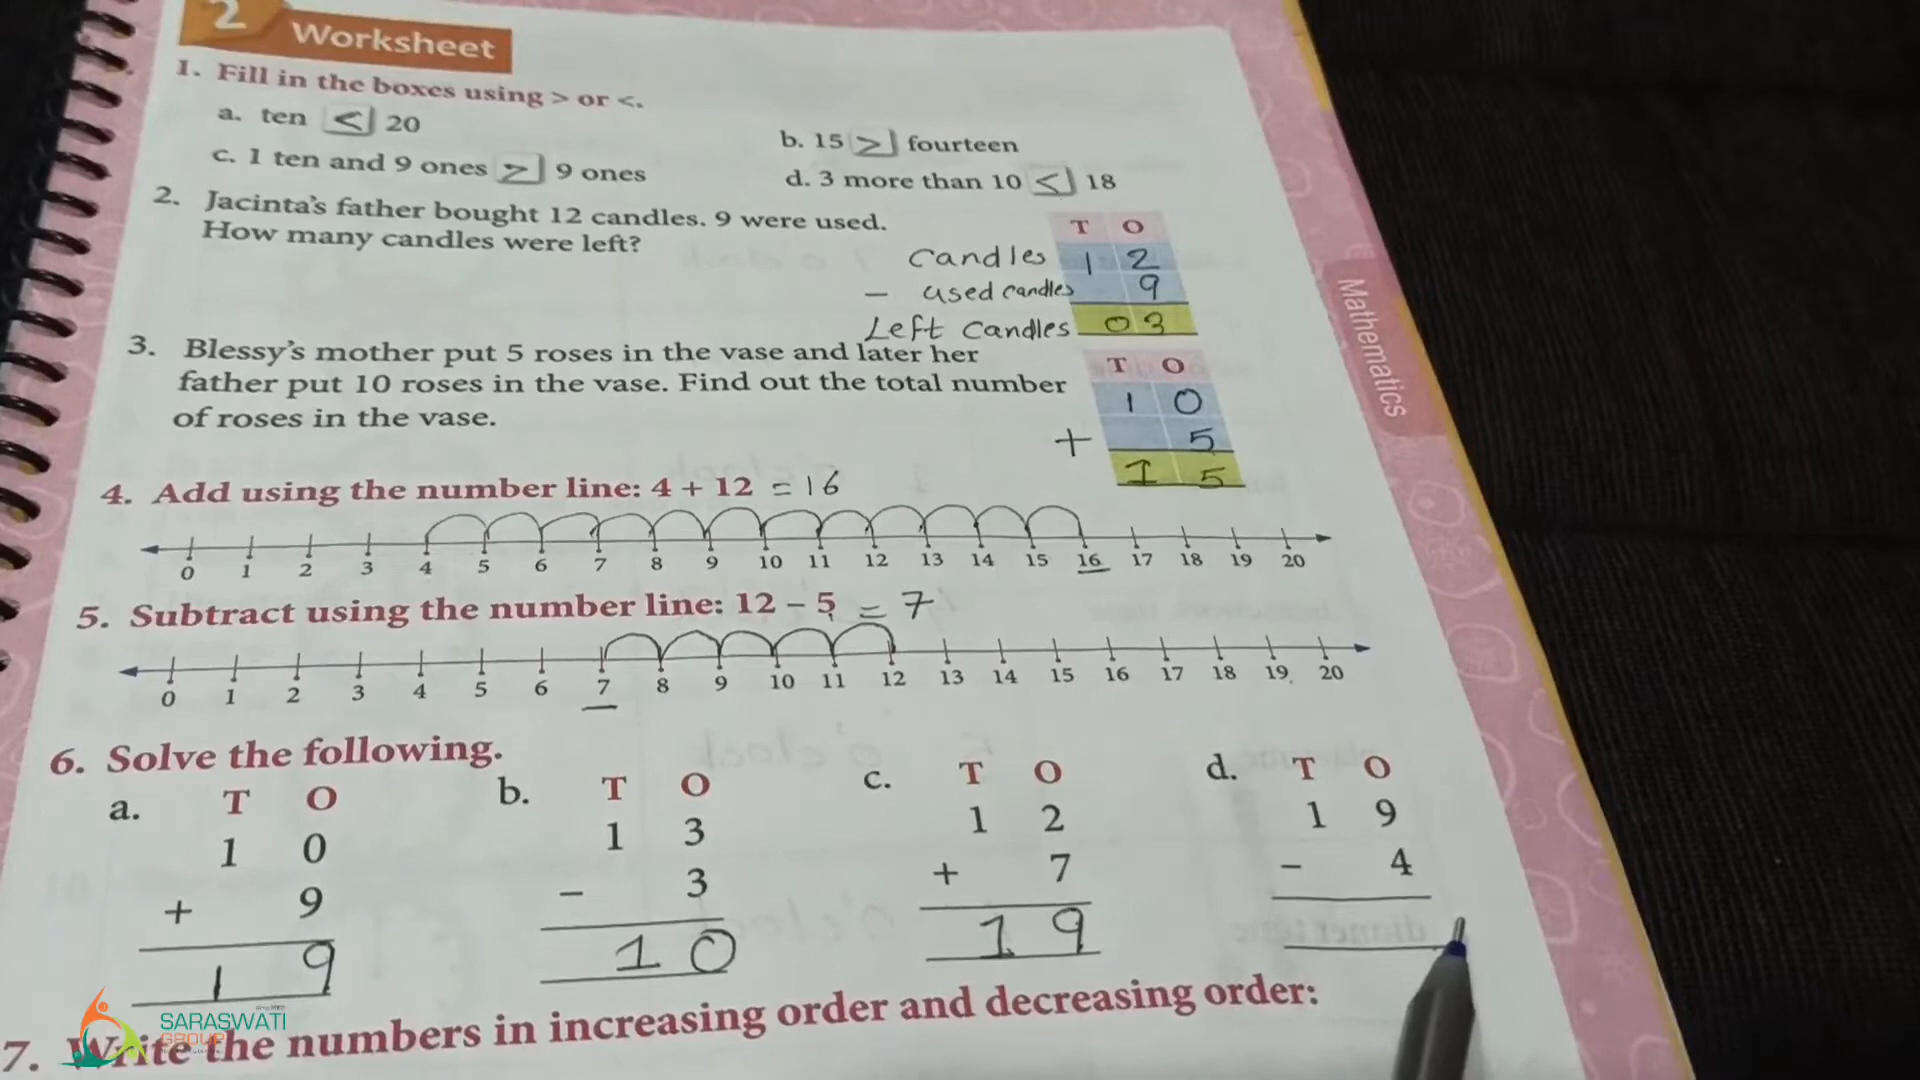 2 Worksheet
1. Fill in the boxes using > or <.
a. ten < 20
b. 15 > fourteen
c. 1 ten and 9 ones > 9 ones
d. 3 more than 10 < 18
2. Jacinta's father bought 12 candles. 9 were used.
How many candles were left?
T O
Candles 1 2
- used candles 9
Left candles 0 3
3. Blessy's mother put 5 roses in the vase and later her
father put 10 roses in the vase. Find out the total number
of roses in the vase.
T O
1 0
+ 5
1 5
4. Add using the number line: 4 + 12 = 16
0 1 2 3 4 5 6 7 8 9 10 11 12 13 14 15 16 17 18 19 20
5. Subtract using the number line: 12 – 5 = 7
0 1 2 3 4 5 6 7 8 9 10 11 12 13 14 15 16 17 18 19 20
6. Solve the following.
a. T O
1 0
+ 9
1 9
b. T O
1 3
– 3
1 0
c. T O
1 2
+ 7
1 9
d. T O
1 9
– 4
7. Write the numbers in increasing order and decreasing order:
Mathematics
SARASWATI
GROUP